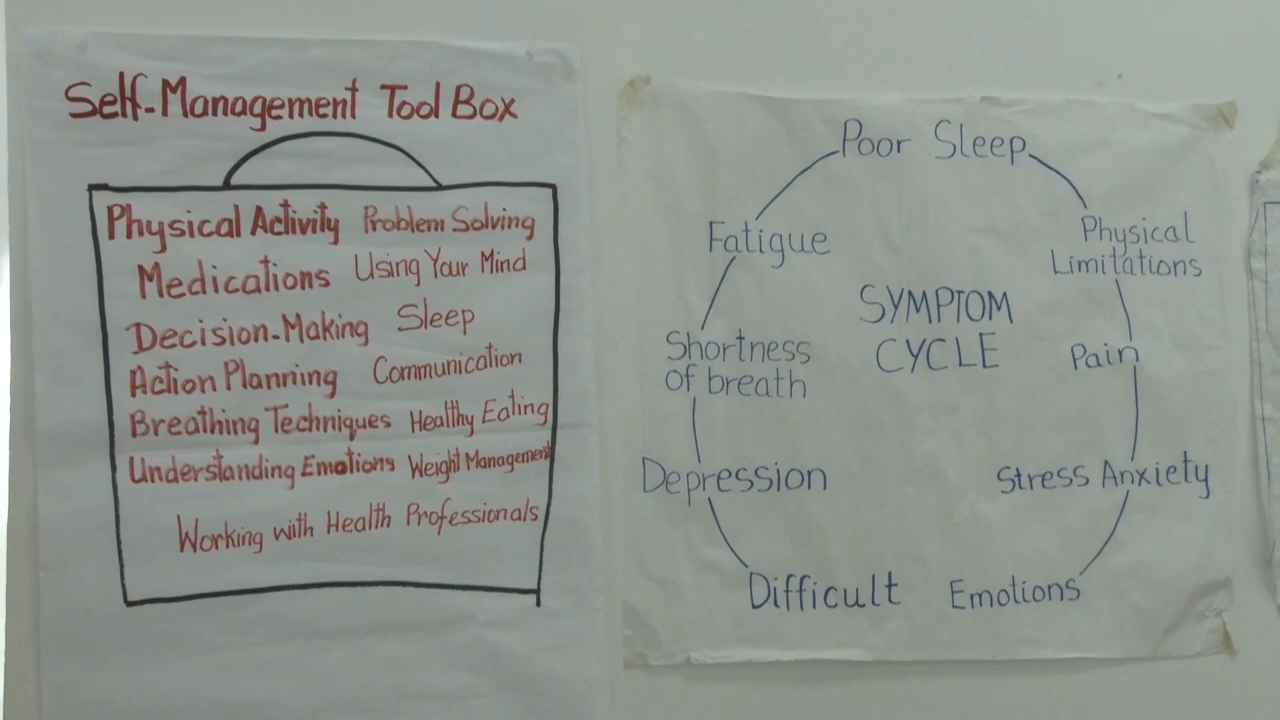 Self-Management Tool Box
Physical Activity Problem Solving
Medications Using Your Mind
Decision-Making Sleep
Action Planning Communication
Breathing Techniques Healthy Eating
Understanding Emotions Weight Management
Working with Health Professionals
Poor Sleep
Physical
Limitations
Pain
Stress Anxiety
Difficult Emotions
Depression
Shortness
of breath
Fatigue
SYMPTOM
CYCLE